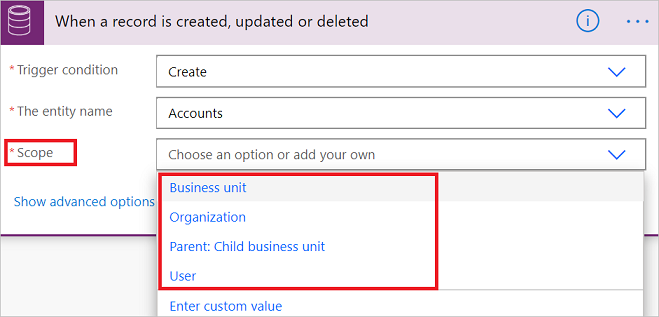 When a record is created, updated or deleted
* Trigger condition
Create
* The entity name
Accounts
* Scope
Choose an option or add your own
Show advanced options
Business unit
Organization
Parent: Child business unit
User
Enter custom value